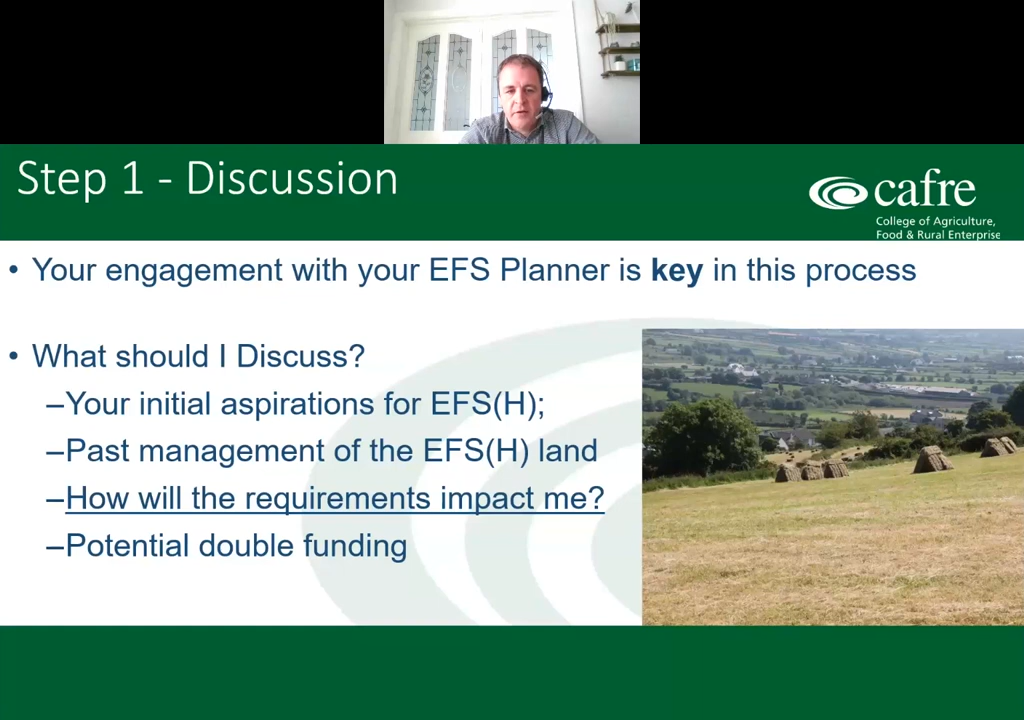 Step 1 - Discussion
cafre
College of Agriculture,
Food & Rural Enterprise
• Your engagement with your EFS Planner is key in this process
• What should I Discuss?
–Your initial aspirations for EFS(H);
–Past management of the EFS(H) land
–How will the requirements impact me?
–Potential double funding